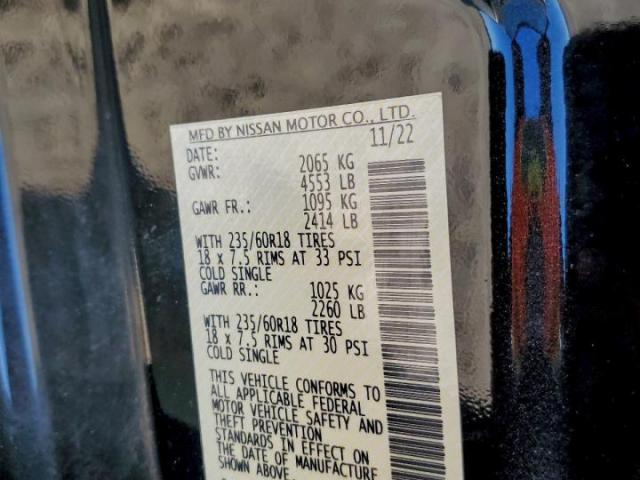 MFD BY NISSAN MOTOR CO., LTD.
DATE: 11/22
GVWR: 2065 KG
4553 LB
GAWR FR.: 1095 KG
2414 LB
WITH 235/60R18 TIRES
18 x 7.5 RIMS AT 33 PSI
COLD SINGLE
GAWR RR.: 1025 KG
2260 LB
WITH 235/60R18 TIRES
18 x 7.5 RIMS AT 30 PSI
COLD SINGLE
THIS VEHICLE CONFORMS TO
ALL APPLICABLE FEDERAL
MOTOR VEHICLE SAFETY AND
THEFT PREVENTION
STANDARDS IN EFFECT ON
THE DATE OF MANUFACTURE
SHOWN ABOVE.